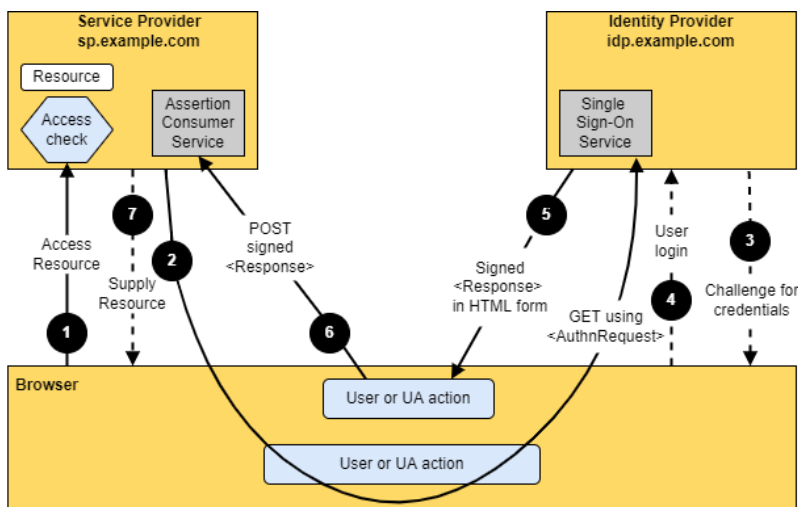 Service Provider
sp.example.com
Resource
Access
check
Assertion
Consumer
Service
Identity Provider
idp.example.com
Single
Sign-On
Service
7
5
3
2
POST
signed
<Response>
Access
Resource
Supply
Resource
Signed
<Response>
in HTML form
User
login
Challenge for
credentials
GET using
<AuthnRequest>
4
1
6
Browser
User or UA action
User or UA action